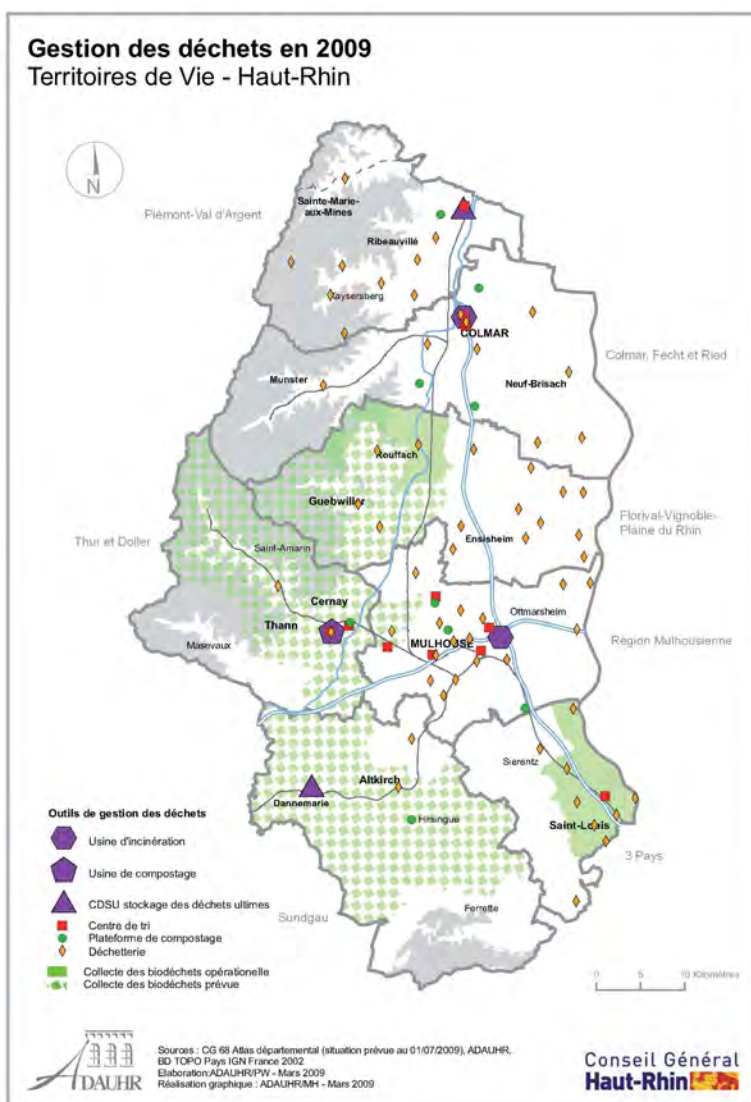 Gestion des déchets en 2009
Territoires de Vie - Haut-Rhin
N
Piémont-Val d'Argent
Sainte-Marie-
aux-Mines
Ribeauvillé
Kaysersberg
COLMAR
Colmar, Fecht et Ried
Munster
Neuf-Brisach
Rouffach
Guebwiller
Florival-Vignoble-
Plaine du Rhin
Ensisheim
Thur et Doller
Saint-Amarin
Cernay
Ottmarsheim
Thann
MULHOUSE
Région Mulhousienne
Masevaux
Sierentz
Altkirch
Dannemarie
Saint-Louis
Hirsingue
3 Pays
Ferrette
Sundgau
Outils de gestion des déchets
Usine d'incinération
Usine de compostage
CDSU stockage des déchets ultimes
Centre de tri
Plateforme de compostage
Déchetterie
Collecte des biodéchets opérationelle
Collecte des biodéchets prévue
0 5 10 Kilomètres
ADAUHR
Sources : CG 68 Atlas départemental (situation prévue au 01/07/2009), ADAUHR,
BD TOPO Pays IGN France 2002
Elaboration:ADAUHR/PW - Mars 2009
Réalisation graphique : ADAUHR/MH - Mars 2009
Conseil Général
Haut-Rhin